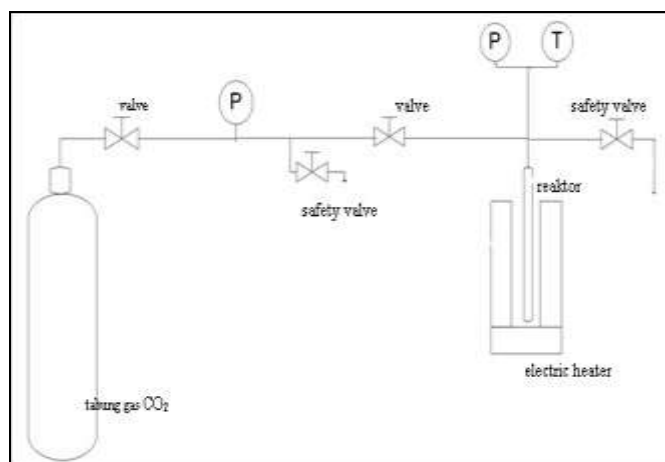 P T
valve
P
valve
safety valve
safety valve
reaktor
electric heater
tabung gas CO₂